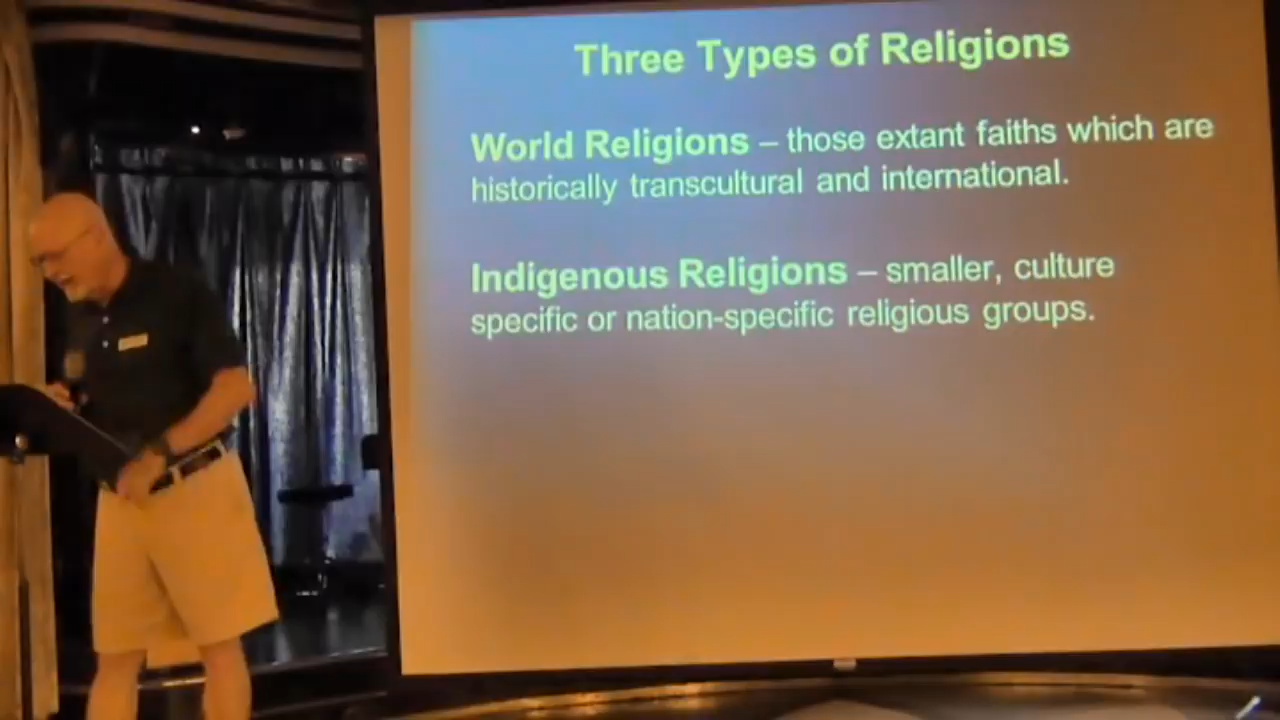 Three Types of Religions
World Religions – those extant faiths which are
historically transcultural and international.
Indigenous Religions – smaller, culture
specific or nation-specific religious groups.